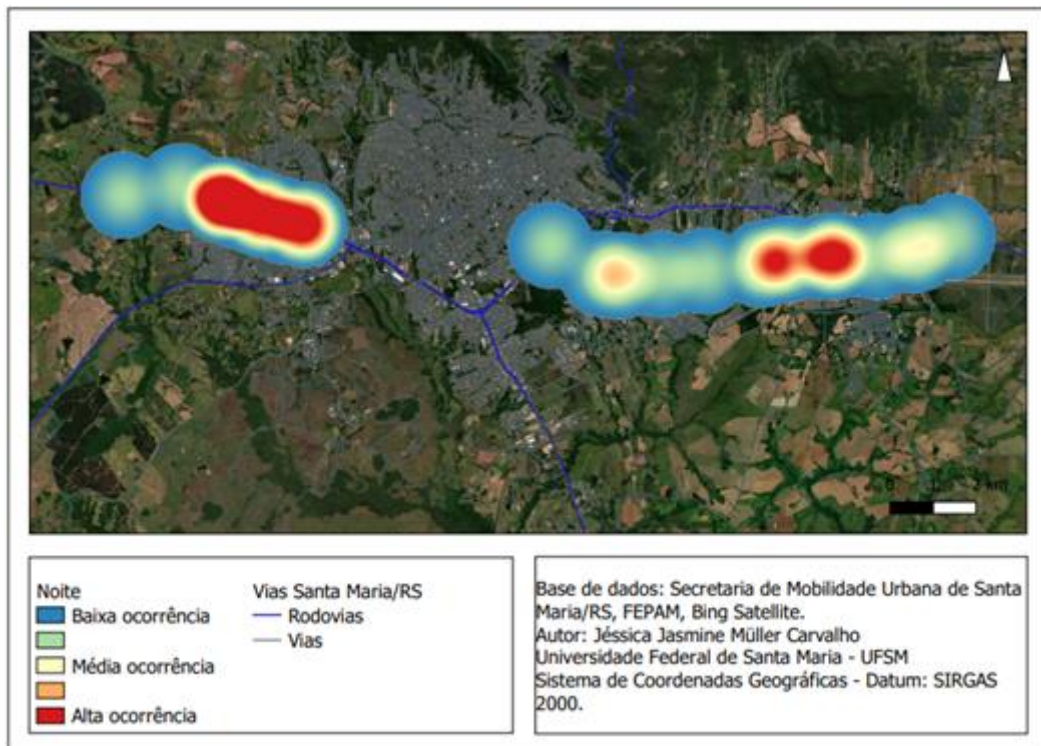 Noite
Baixa ocorrência
Média ocorrência
Alta ocorrência
Vias Santa Maria/RS
Rodovias
Vias
Base de dados: Secretaria de Mobilidade Urbana de Santa
Maria/RS, FEPAM, Bing Satellite.
Autor: Jéssica Jasmine Müller Carvalho
Universidade Federal de Santa Maria - UFSM
Sistema de Coordenadas Geográficas - Datum: SIRGAS
2000.